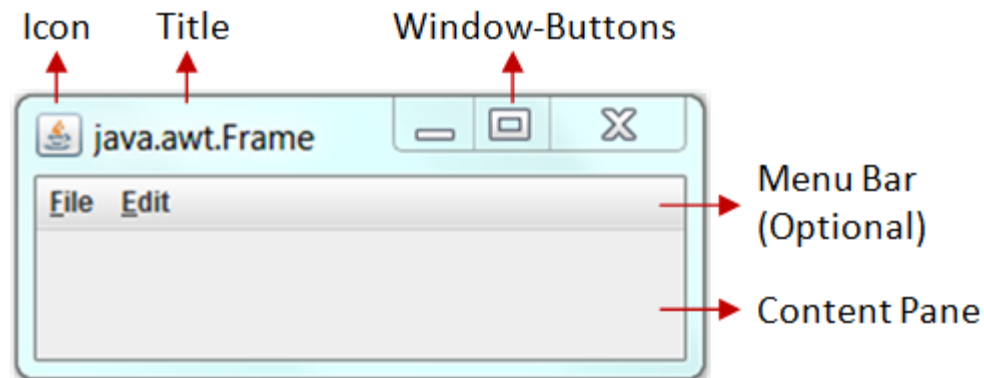 Icon Title Window-Buttons
java.awt.Frame
File Edit
Menu Bar
(Optional)
Content Pane